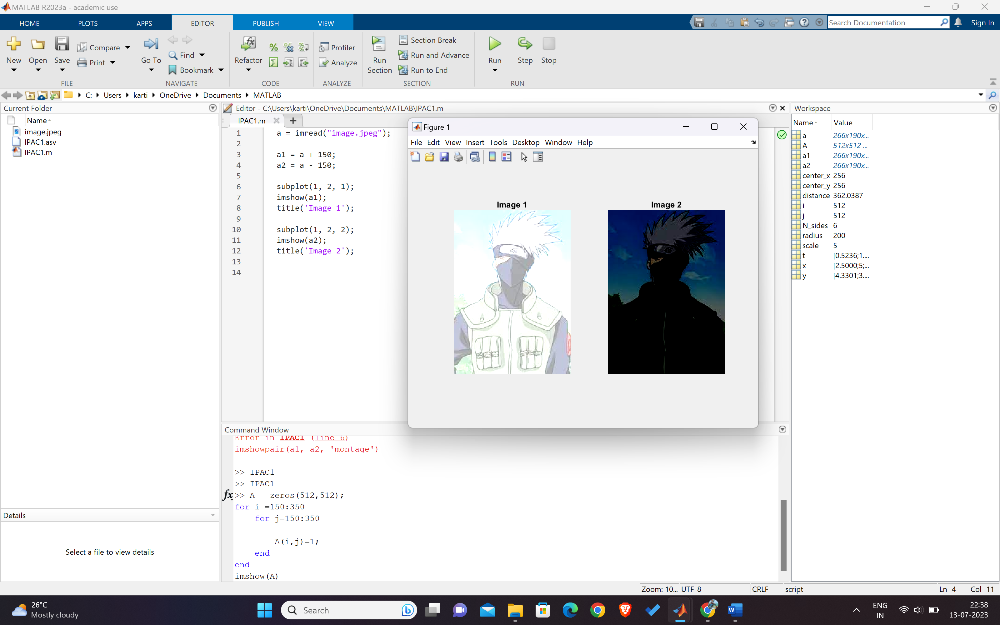 MATLAB R2023a - academic use
HOME PLOTS APPS EDITOR PUBLISH VIEW
Search Documentation
Sign In
New Open Save
Compare
Print
Go To
Find
Bookmark
Refactor
Profiler
Analyze
Run Section
Section Break
Run and Advance
Run to End
Run Step Stop
FILE NAVIGATE CODE ANALYZE SECTION RUN
C: Users karti OneDrive Documents MATLAB
Current Folder
Name
image.jpeg
IPAC1.asv
IPAC1.m
Details
Select a file to view details
Editor - C:\Users\karti\OneDrive\Documents\MATLAB\IPAC1.m
IPAC1.m
1 a = imread("image.jpeg");
2
3 a1 = a + 150;
4 a2 = a - 150;
5
6 subplot(1, 2, 1);
7 imshow(a1);
8 title('Image 1');
9
10 subplot(1, 2, 2);
11 imshow(a2);
12 title('Image 2');
13
14
Figure 1
File Edit View Insert Tools Desktop Window Help
Image 1 Image 2
Command Window
Error in IPAC1 (line 6)
imshowpair(a1, a2, 'montage')
>> IPAC1
>> IPAC1
fx >> A = zeros(512,512);
for i =150:350
for j=150:350
A(i,j)=1;
end
end
imshow(A)
Workspace
Name Value
a 266x190x...
A 512x512 ...
a1 266x190x...
a2 266x190x...
center_x 256
center_y 256
distance 362.0387
i 512
j 512
N_sides 6
radius 200
scale 5
t [0.5236;1....
x [2.5000;5;...
y [4.3301;3....
Zoom: 10... UTF-8 CRLF script Ln 4 Col 11
26°C
Mostly cloudy
Search
ENG
IN
22:38
13-07-2023